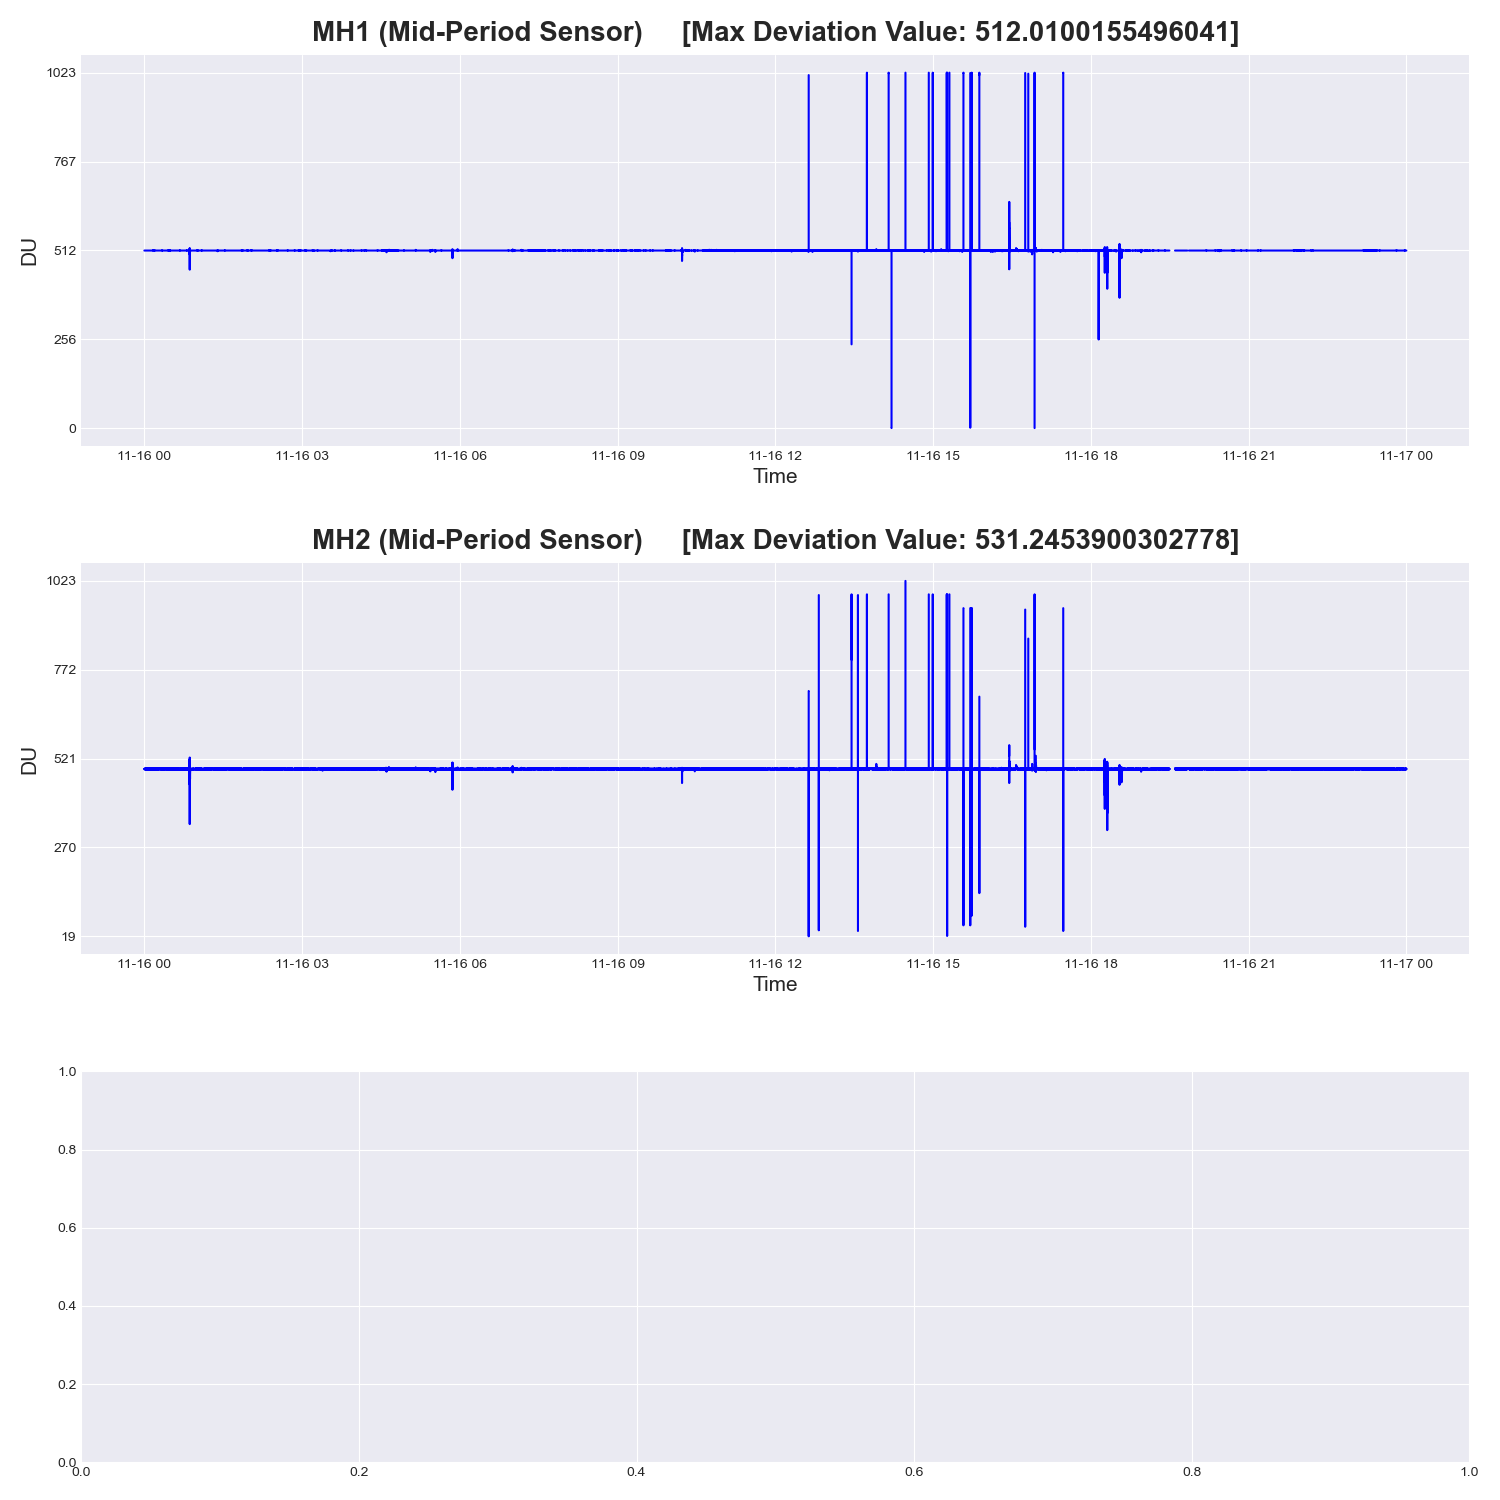 MH1 (Mid-Period Sensor) [Max Deviation Value: 512.0100155496041]
1023
767
512
256
0
DU
11-16 00 11-16 03 11-16 06 11-16 09 11-16 12 11-16 15 11-16 18 11-16 21 11-17 00
Time
MH2 (Mid-Period Sensor) [Max Deviation Value: 531.2453900302778]
1023
772
521
270
19
DU
11-16 00 11-16 03 11-16 06 11-16 09 11-16 12 11-16 15 11-16 18 11-16 21 11-17 00
Time
1.0
0.8
0.6
0.4
0.2
0.0
0.0 0.2 0.4 0.6 0.8 1.0